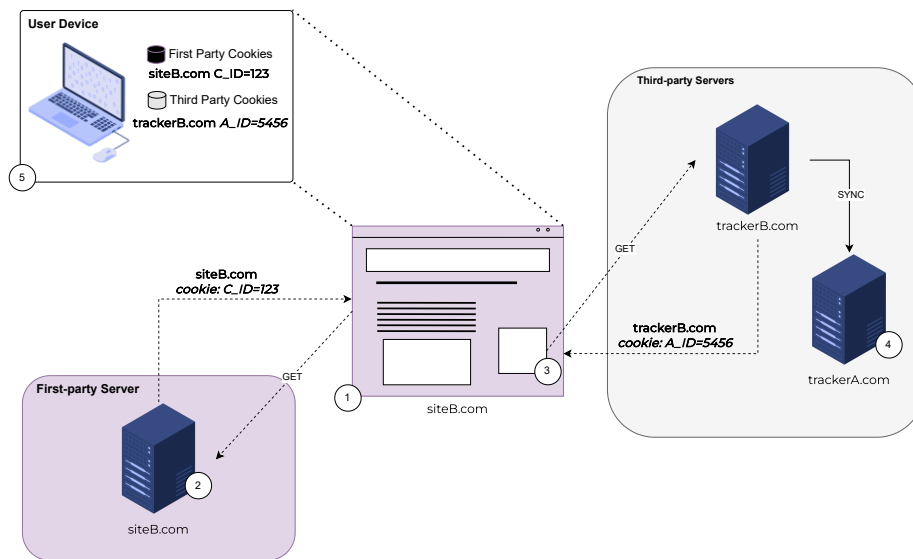 User Device
First Party Cookies
siteB.com C_ID=123
Third Party Cookies
trackerB.com A_ID=5456
5
Third-party Servers
trackerB.com
SYNC
GET
trackerB.com
cookie: A_ID=5456
4
trackerA.com
siteB.com
cookie: C_ID=123
GET
3
1
siteB.com
First-party Server
2
siteB.com